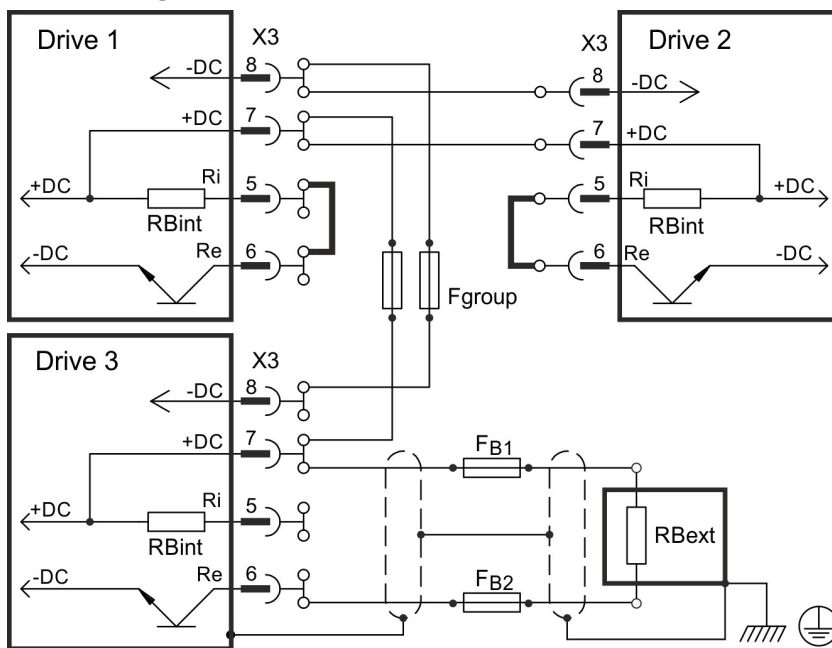 Drive 1
X3
-DC
8
+DC
7
+DC
Ri
5
RBint
-DC
Re
6
X3
Drive 2
8
-DC
7
+DC
5
Ri
+DC
RBint
6
Re
-DC
Fgroup
Drive 3
X3
-DC
8
+DC
7
+DC
Ri
5
RBint
-DC
Re
6
FB1
RBext
FB2